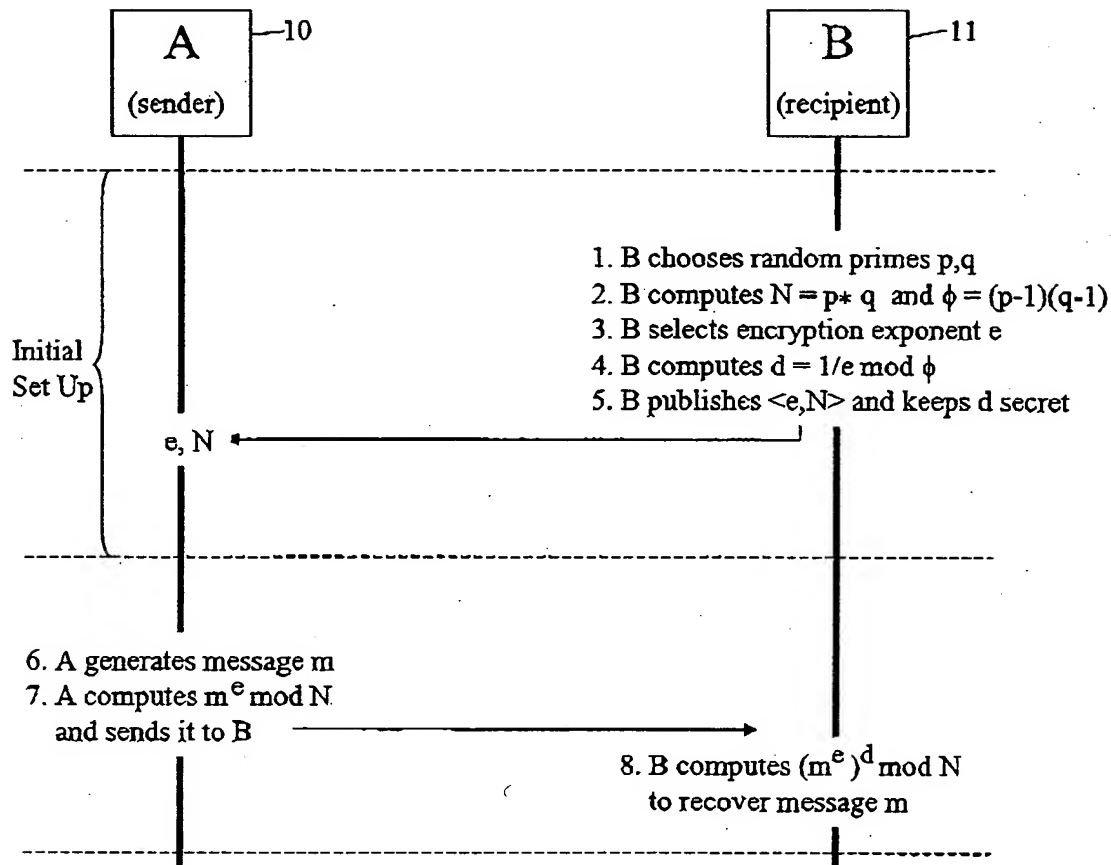 A
(sender)
10
B
(recipient)
11
Initial
Set Up
1. B chooses random primes p,q
2. B computes N = p* q and ϕ = (p-1)(q-1)
3. B selects encryption exponent e
4. B computes d = 1/e mod ϕ
5. B publishes <e,N> and keeps d secret
e, N
6. A generates message m
7. A computes m^e mod N
and sends it to B
8. B computes (m^e)^d mod N
to recover message m